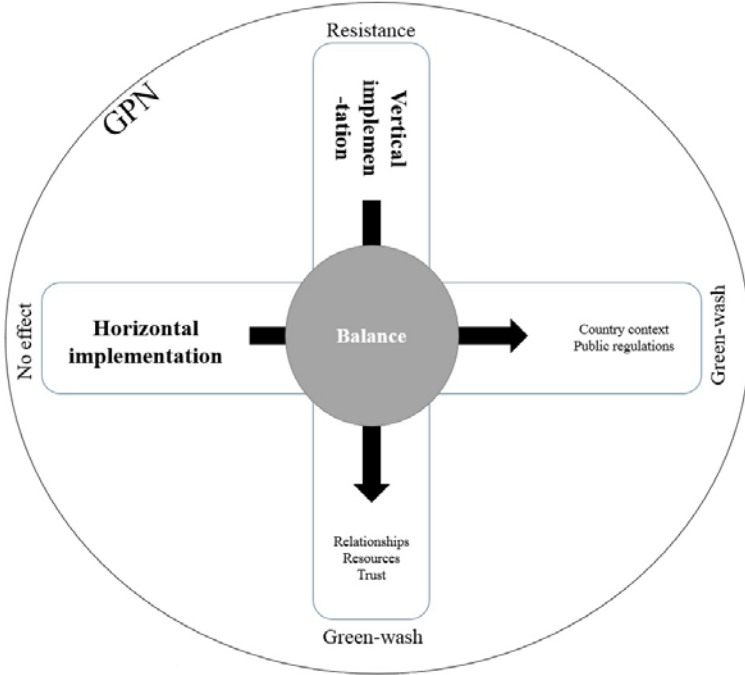 Resistance
GPN
Vertical
implemen
-tation
No effect
Horizontal
implementation
Balance
Country context
Public regulations
Green-wash
Relationships
Resources
Trust
Green-wash